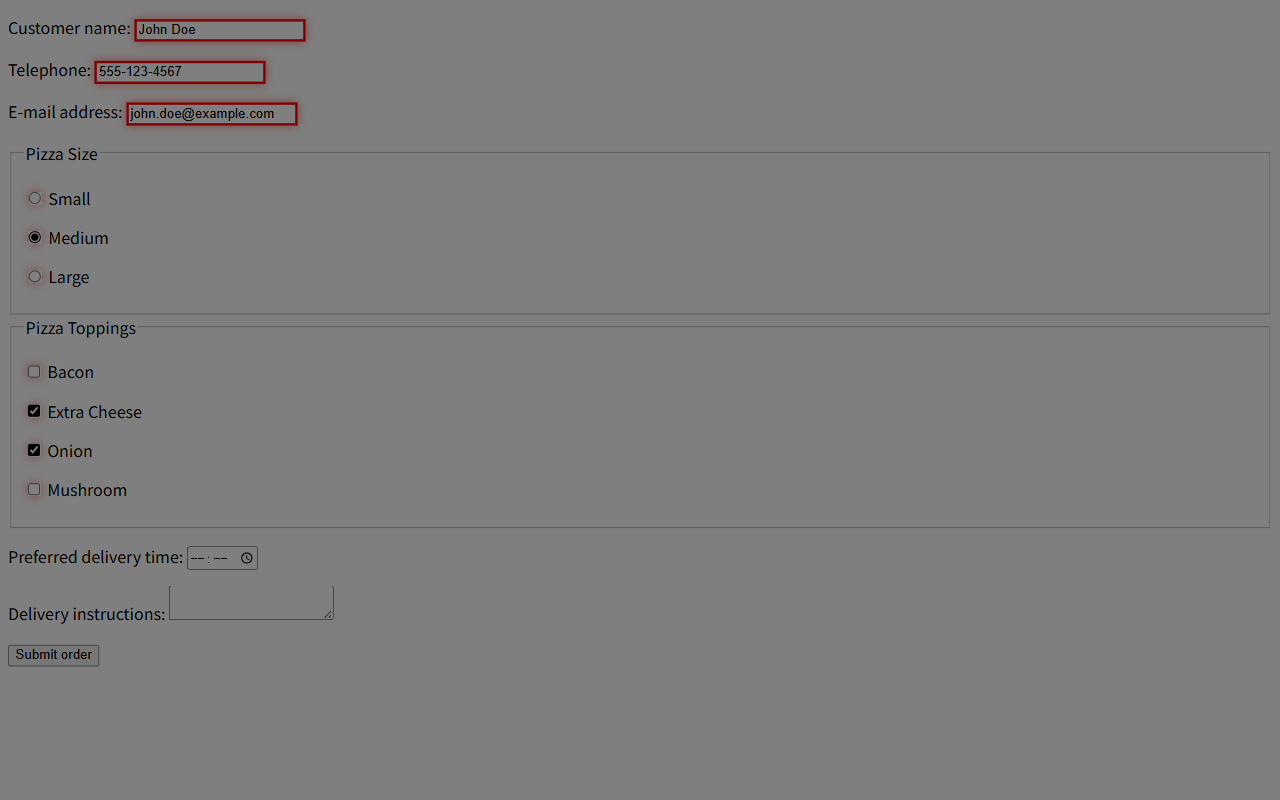 Customer name: John Doe
Telephone: 555-123-4567
E-mail address: john.doe@example.com
Pizza Size
Small
Medium
Large
Pizza Toppings
Bacon
Extra Cheese
Onion
Mushroom
Preferred delivery time: --:--
Delivery instructions:
Submit order